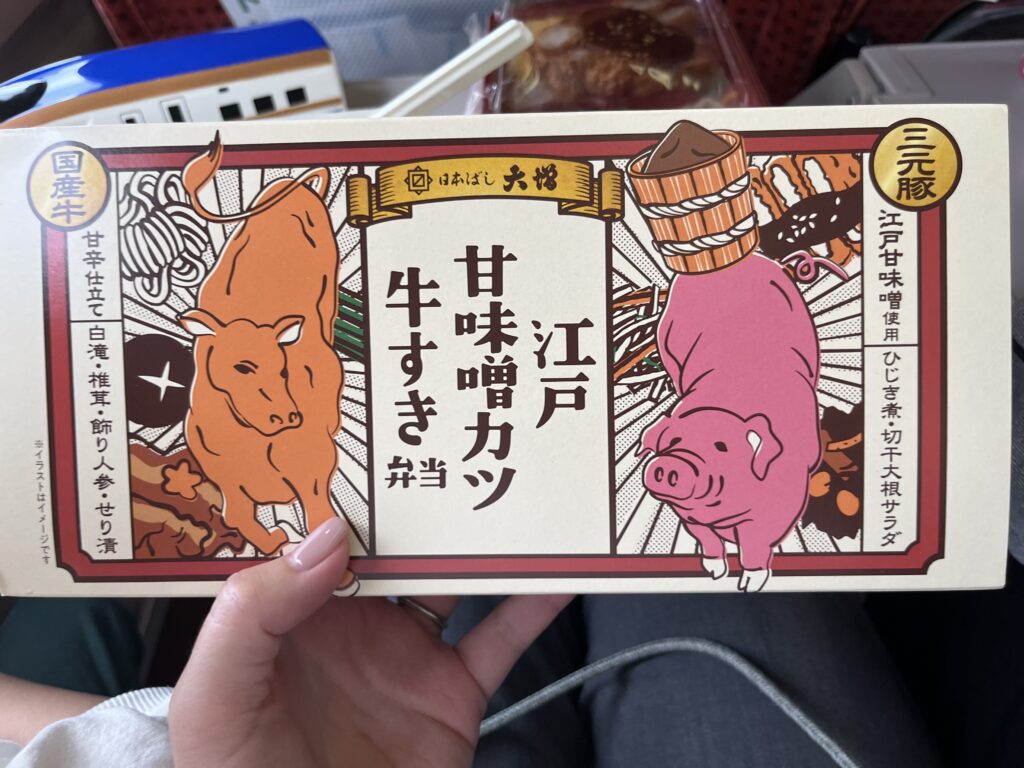 日本ばし 大増
江戸
甘味噌カツ
牛すき
弁当
三元豚
江戸甘味噌使用
ひじき煮・切干大根サラダ
国産牛
甘辛仕立て
白滝・椎茸・飾り人参・せり漬
※イラストはイメージです